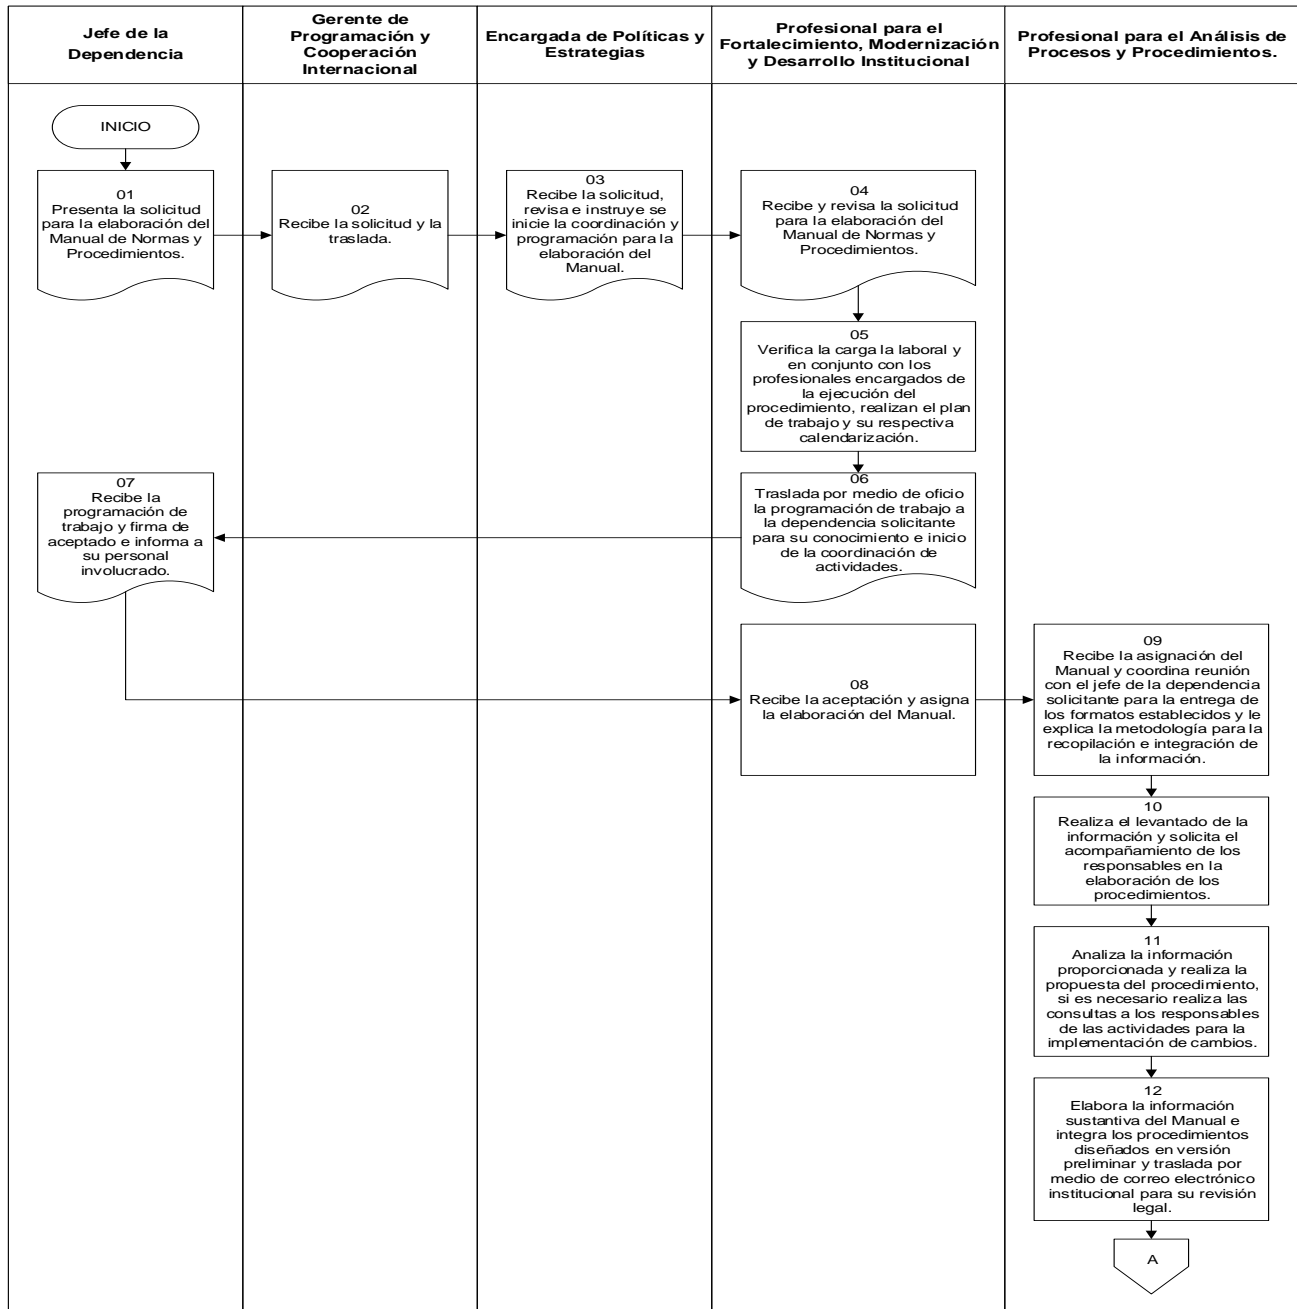 Jefe de la
Dependencia
Gerente de
Programación y
Cooperación
Internacional
Encargada de Políticas y
Estrategias
Profesional para el
Fortalecimiento, Modernización
y Desarrollo Institucional
Profesional para el Análisis de
Procesos y Procedimientos.
INICIO
01
Presenta la solicitud
para la elaboración del
Manual de Normas y
Procedimientos.
02
Recibe la solicitud y la
traslada.
03
Recibe la solicitud,
revisa e instruye se
inicie la coordinación y
programación para la
elaboración del
Manual.
04
Recibe y revisa la solicitud
para la elaboración del
Manual de Normas y
Procedimientos.
05
Verifica la carga la laboral y
en conjunto con los
profesionales encargados de
la ejecución del
procedimiento, realizan el plan
de trabajo y su respectiva
calendarización.
06
Traslada por medio de oficio
la programación de trabajo a
la dependencia solicitante
para su conocimiento e inicio
de la coordinación de
actividades.
07
Recibe la
programación de
trabajo y firma de
aceptado e informa a
su personal
involucrado.
08
Recibe la aceptación y asigna
la elaboración del Manual.
09
Recibe la asignación del
Manual y coordina reunión
con el jefe de la dependencia
solicitante para la entrega de
los formatos establecidos y le
explica la metodología para la
recopilación e integración de
la información.
10
Realiza el levantado de la
información y solicita el
acompañamiento de los
responsables en la
elaboración de los
procedimientos.
11
Analiza la información
proporcionada y realiza la
propuesta del procedimiento,
si es necesario realiza las
consultas a los responsables
de las actividades para la
implementación de cambios.
12
Elabora la información
sustantiva del Manual e
integra los procedimientos
diseñados en versión
preliminar y traslada por
medio de correo electrónico
institucional para su revisión
legal.
A